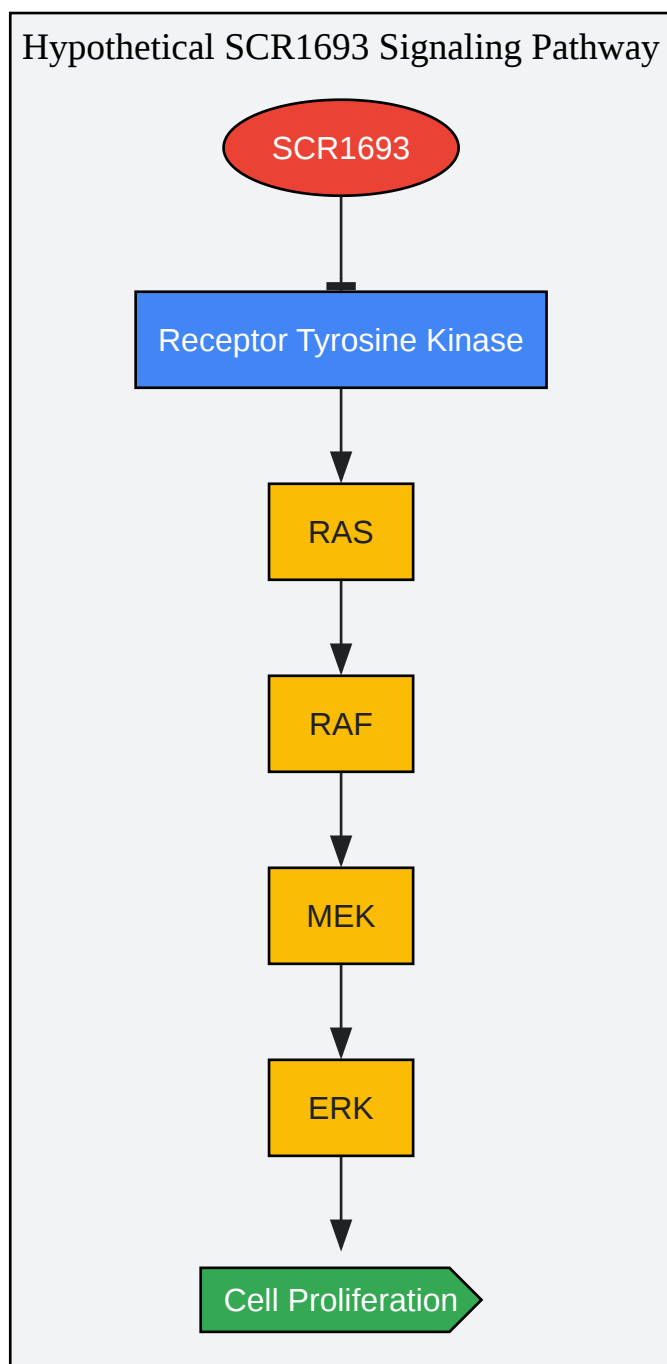 Hypothetical SCR1693 Signaling Pathway
SCR1693
Receptor Tyrosine Kinase
RAS
RAF
MEK
ERK
Cell Proliferation